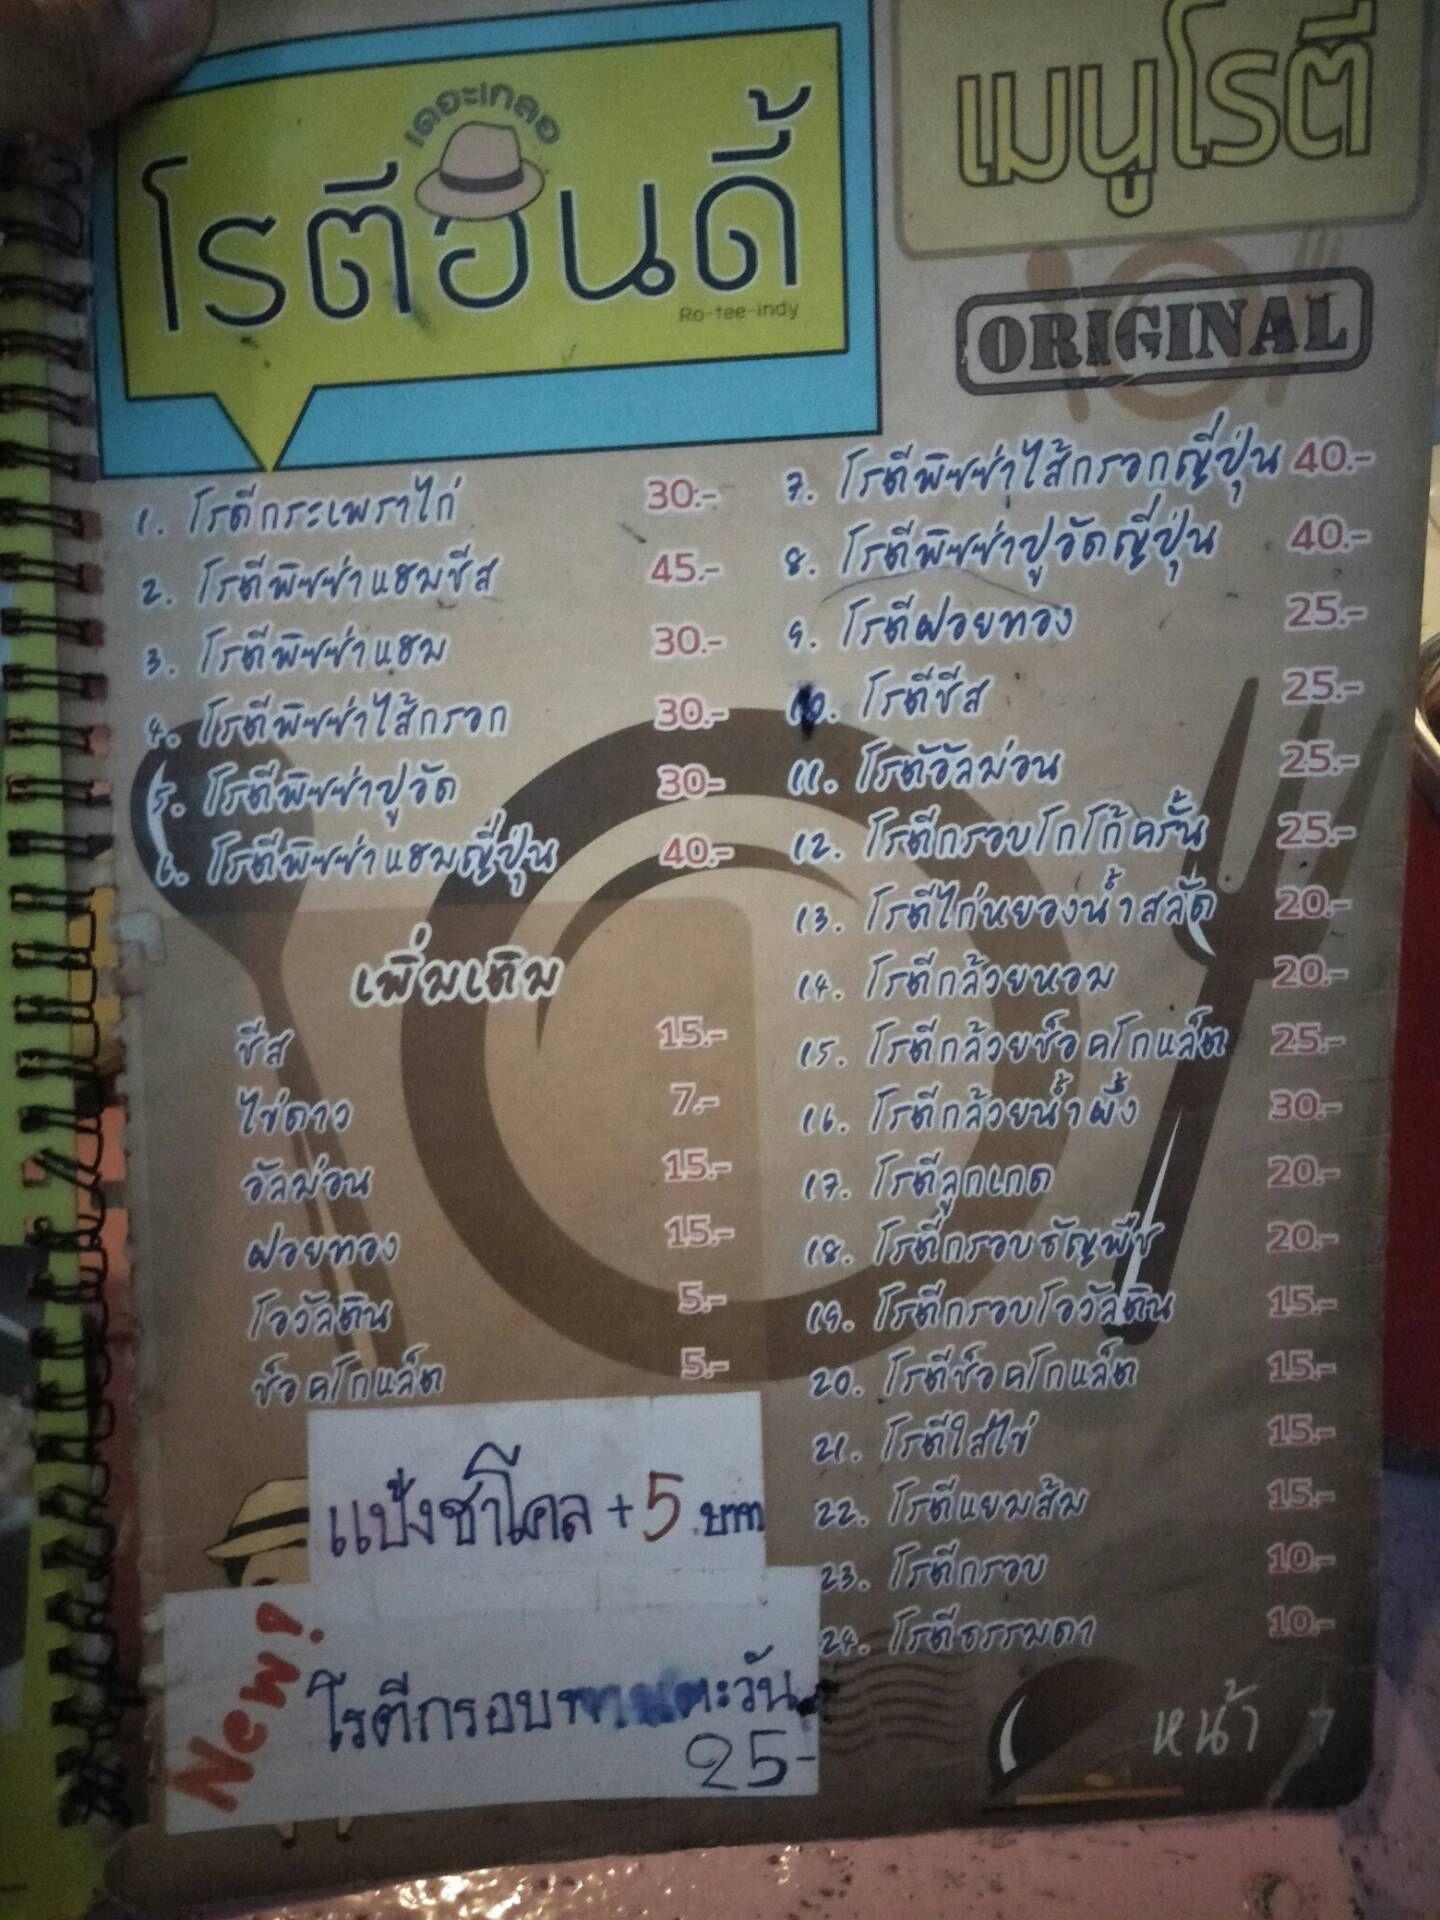 เดอะเกลอ
โรตีอินดี้
Ro-tee-indy
เมนูโรตี
ORIGINAL
1. โรตีกระเพราไก่ 30.-
2. โรตีพิซซ่าแฮมชีส 45.-
3. โรตีพิซซ่าแฮม 30.-
4. โรตีพิซซ่าไส้กรอก 30.-
5. โรตีพิซซ่าปูอัด 30.-
6. โรตีพิซซ่าแฮมญี่ปุ่น 40.-
เพิ่มเติม
ชีส 15.-
ไข่ดาว 7.-
อัลม่อน 15.-
ฝอยทอง 15.-
โอวัลติน 5.-
ช็อคโกแล็ต 5.-
แป้งชาโคล +5 บาท
New! โรตีกรอบทานตะวัน
25-
7. โรตีพิซซ่าไส้กรอกญี่ปุ่น 40.-
8. โรตีพิซซ่าปูอัดญี่ปุ่น 40.-
9. โรตีฝอยทอง 25.-
10. โรตีชีส 25.-
11. โรตีอัลม่อน 25.-
12. โรตีกรอบโกโก้ครั้น 25.-
13. โรตีไก่หยองน้ำสลัด 20.-
14. โรตีกล้วยหอม 20.-
15. โรตีกล้วยช็อคโกแล็ต 25.-
16. โรตีกล้วยน้ำผึ้ง 30.-
17. โรตีลูกเกด 20.-
18. โรตีกรอบธัญพืช 20.-
19. โรตีกรอบโอวัลติน 15.-
20. โรตีช็อคโกแล็ต 15.-
21. โรตีใส่ไข่ 15.-
22. โรตีแยมส้ม 15.-
23. โรตีกรอบ 10.-
24. โรตีธรรมดา 10.-
หน้า 1